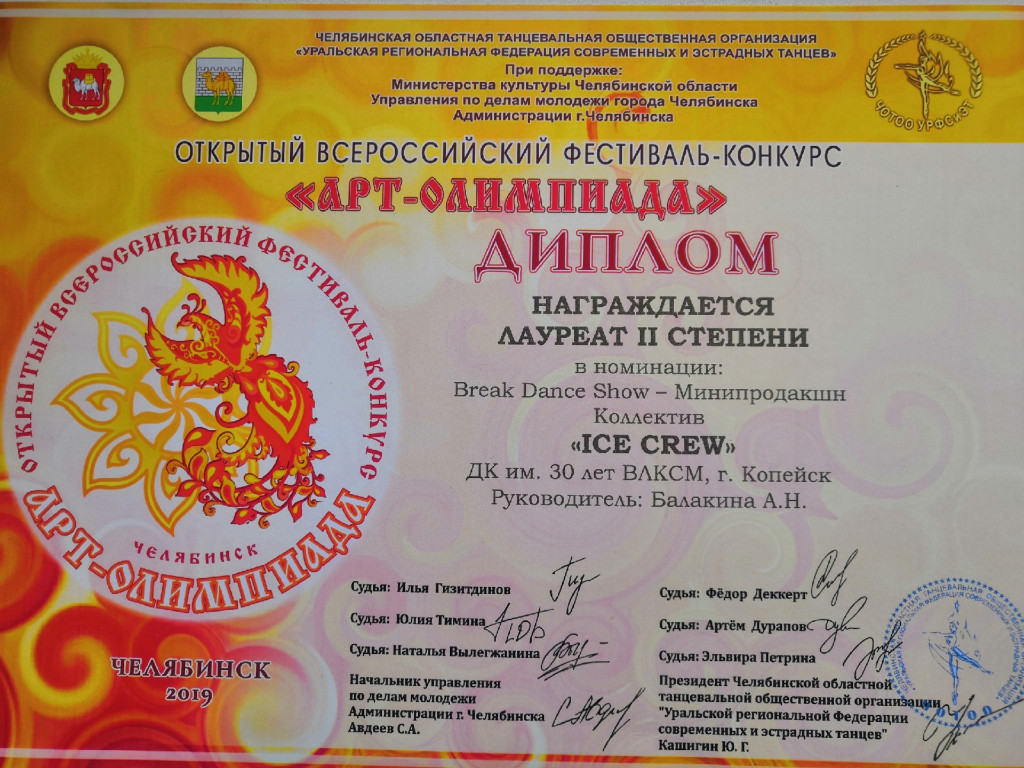 ЧЕЛЯБИНСКАЯ ОБЛАСТНАЯ ТАНЦЕВАЛЬНАЯ ОБЩЕСТВЕННАЯ ОРГАНИЗАЦИЯ
«УРАЛЬСКАЯ РЕГИОНАЛЬНАЯ ФЕДЕРАЦИЯ СОВРЕМЕННЫХ И ЭСТРАДНЫХ ТАНЦЕВ»
При поддержке:
Министерства культуры Челябинской области
Управления по делам молодежи города Челябинска
Администрации г.Челябинска
ЧОТОО УРФСиЭТ
ОТКРЫТЫЙ ВСЕРОССИЙСКИЙ ФЕСТИВАЛЬ-КОНКУРС
«АРТ-ОЛИМПИАДА»
ДИПЛОМ
НАГРАЖДАЕТСЯ
ЛАУРЕАТ II СТЕПЕНИ
в номинации:
Break Dance Show – Минипродакшн
Коллектив
«ICE CREW»
ДК им. 30 лет ВЛКСМ, г. Копейск
Руководитель: Балакина А.Н.
ОТКРЫТЫЙ ВСЕРОССИЙСКИЙ ФЕСТИВАЛЬ-КОНКУРС
ЧЕЛЯБИНСК
АРТ-ОЛИМПИАДА
ЧЕЛЯБИНСК
2019
Судья: Илья Гизитдинов
Судья: Юлия Тимина
Судья: Наталья Вылегжанина
Начальник управления
по делам молодежи
Администрации г. Челябинска
Авдеев С.А.
Судья: Фёдор Деккерт
Судья: Артём Дурапов
Судья: Эльвира Петрина
Президент Челябинской областной
танцевальной общественной организации
"Уральской региональной Федерации
современных и эстрадных танцев"
Кашигин Ю. Г.